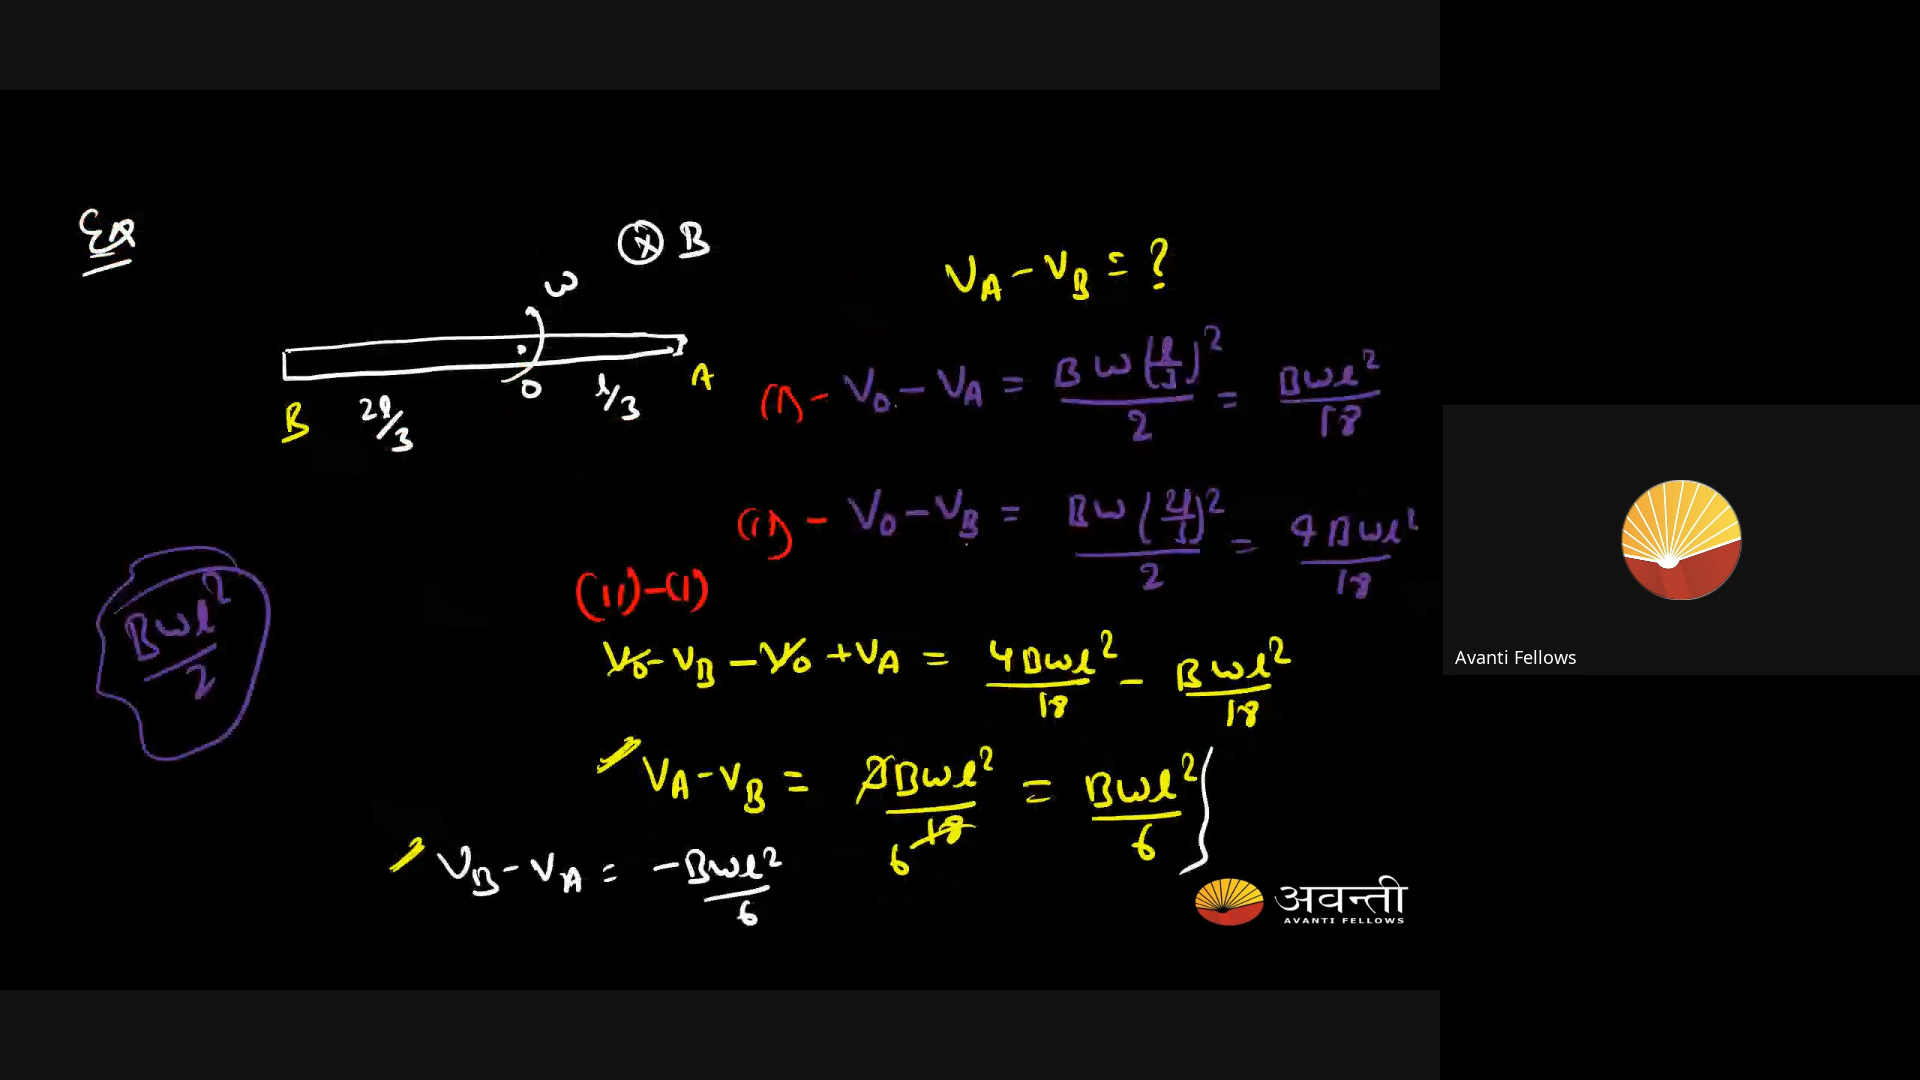 Ex
⊗ B
ω
B 2l/3 O l/3 A
V_A - V_B = ?
(I) - V_O - V_A = Bω(l/3)²/2 = Bωl²/18
(II) - V_O - V_B = Bω(2l/3)²/2 = 4Bωl²/18
Bωl²/2
(II)-(I)
V_O - V_B - V_O + V_A = 4Bωl²/18 - Bωl²/18
V_A - V_B = 3Bωl²/18 6 = Bωl²/6
V_B - V_A = -Bωl²/6
अवन्ती
AVANTI FELLOWS
Avanti Fellows